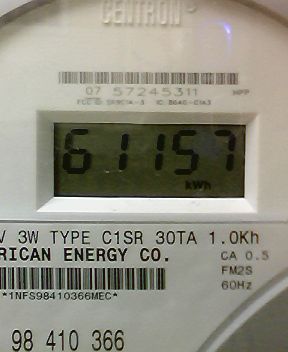 CENTRON
07 57245311
61157
kWh
V 3W TYPE C1SR 30TA 1.0Kh
RICAN ENERGY CO.
CA 0.5
FM2S
60Hz
*1NFS98410366MEC*
98 410 366